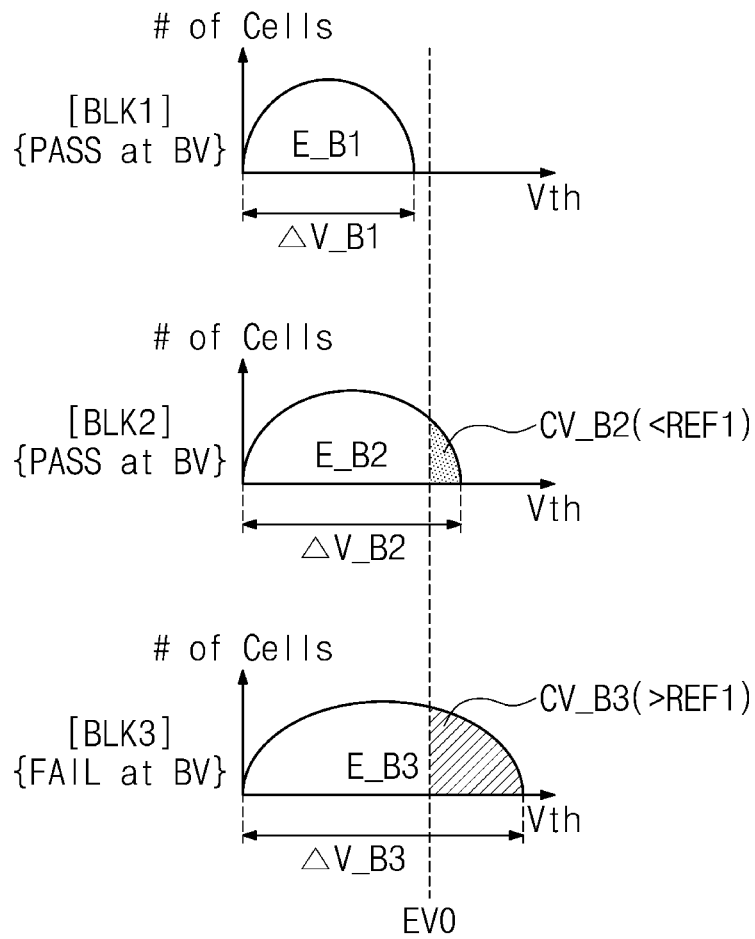 # of Cells
[BLK1]
{PASS at BV}
E_B1
Vth
△V_B1
# of Cells
[BLK2]
{PASS at BV}
E_B2
CV_B2(<REF1)
Vth
△V_B2
# of Cells
[BLK3]
{FAIL at BV}
E_B3
CV_B3(>REF1)
Vth
△V_B3
EV0